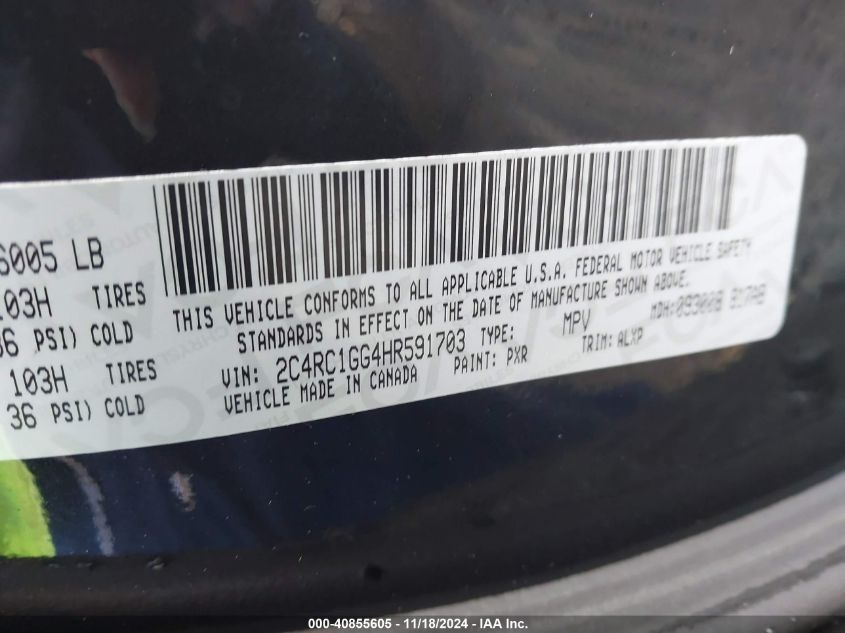 6005 LB
103H TIRES
36 PSI) COLD
103H TIRES
36 PSI) COLD
THIS VEHICLE CONFORMS TO ALL APPLICABLE U.S.A. FEDERAL MOTOR VEHICLE SAFETY
STANDARDS IN EFFECT ON THE DATE OF MANUFACTURE SHOWN ABOVE.
MDH:093008 817AB
VIN: 2C4RC1GG4HR591703 TYPE: MPV
VEHICLE MADE IN CANADA PAINT: PXR TRIM: ALXP
000-40855605 - 11/18/2024 - IAA Inc.